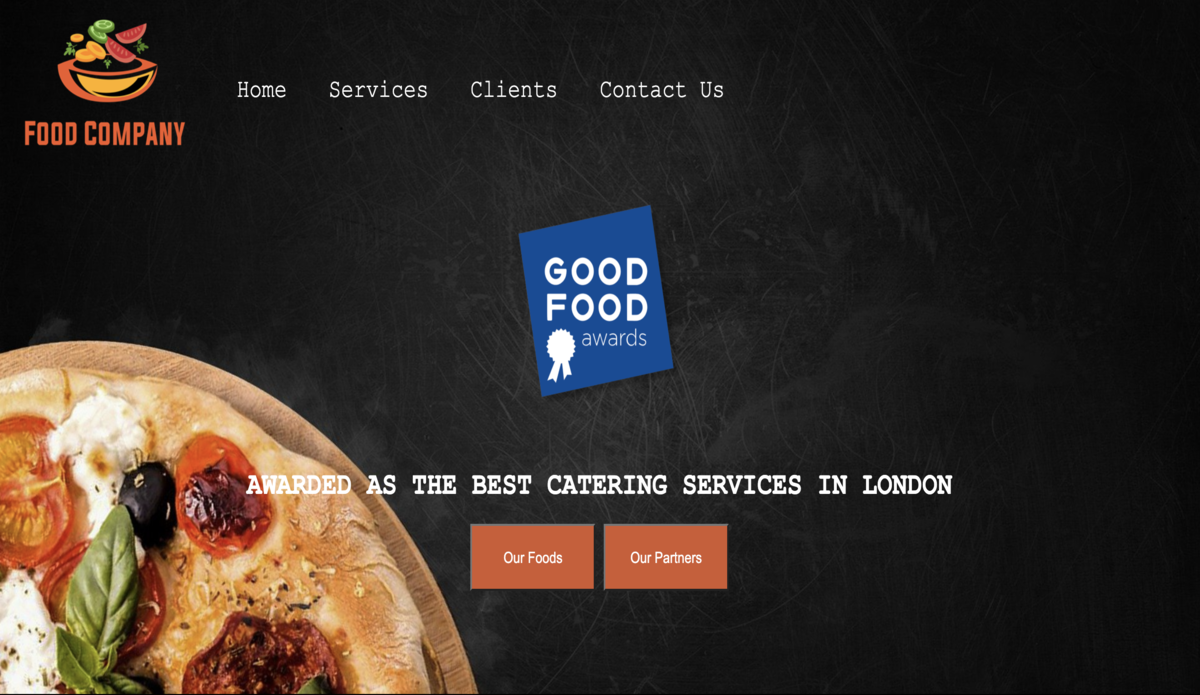 FOOD COMPANY
Home Services Clients Contact Us
GOOD
FOOD
awards
AWARDED AS THE BEST CATERING SERVICES IN LONDON
Our Foods Our Partners